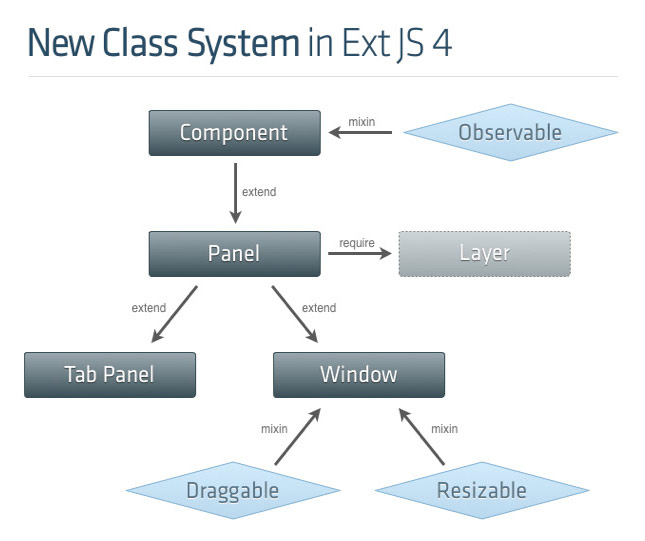 New Class System in Ext JS 4
Component
mixin
Observable
extend
Panel
require
Layer
extend
extend
Tab Panel
Window
mixin
mixin
Draggable
Resizable